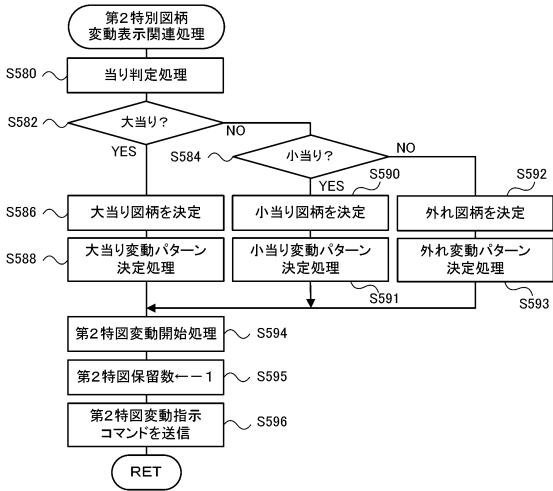 第2特別図柄
変動表示関連処理
S580
当り判定処理
S582
大当り?
NO
YES
S584
小当り?
NO
YES
S590
S592
S586
大当り図柄を決定
小当り図柄を決定
外れ図柄を決定
S588
大当り変動パターン
決定処理
小当り変動パターン
決定処理
外れ変動パターン
決定処理
S591
S593
第2特図変動開始処理
S594
第2特図保留数←-1
S595
第2特図変動指示
コマンドを送信
S596
RET